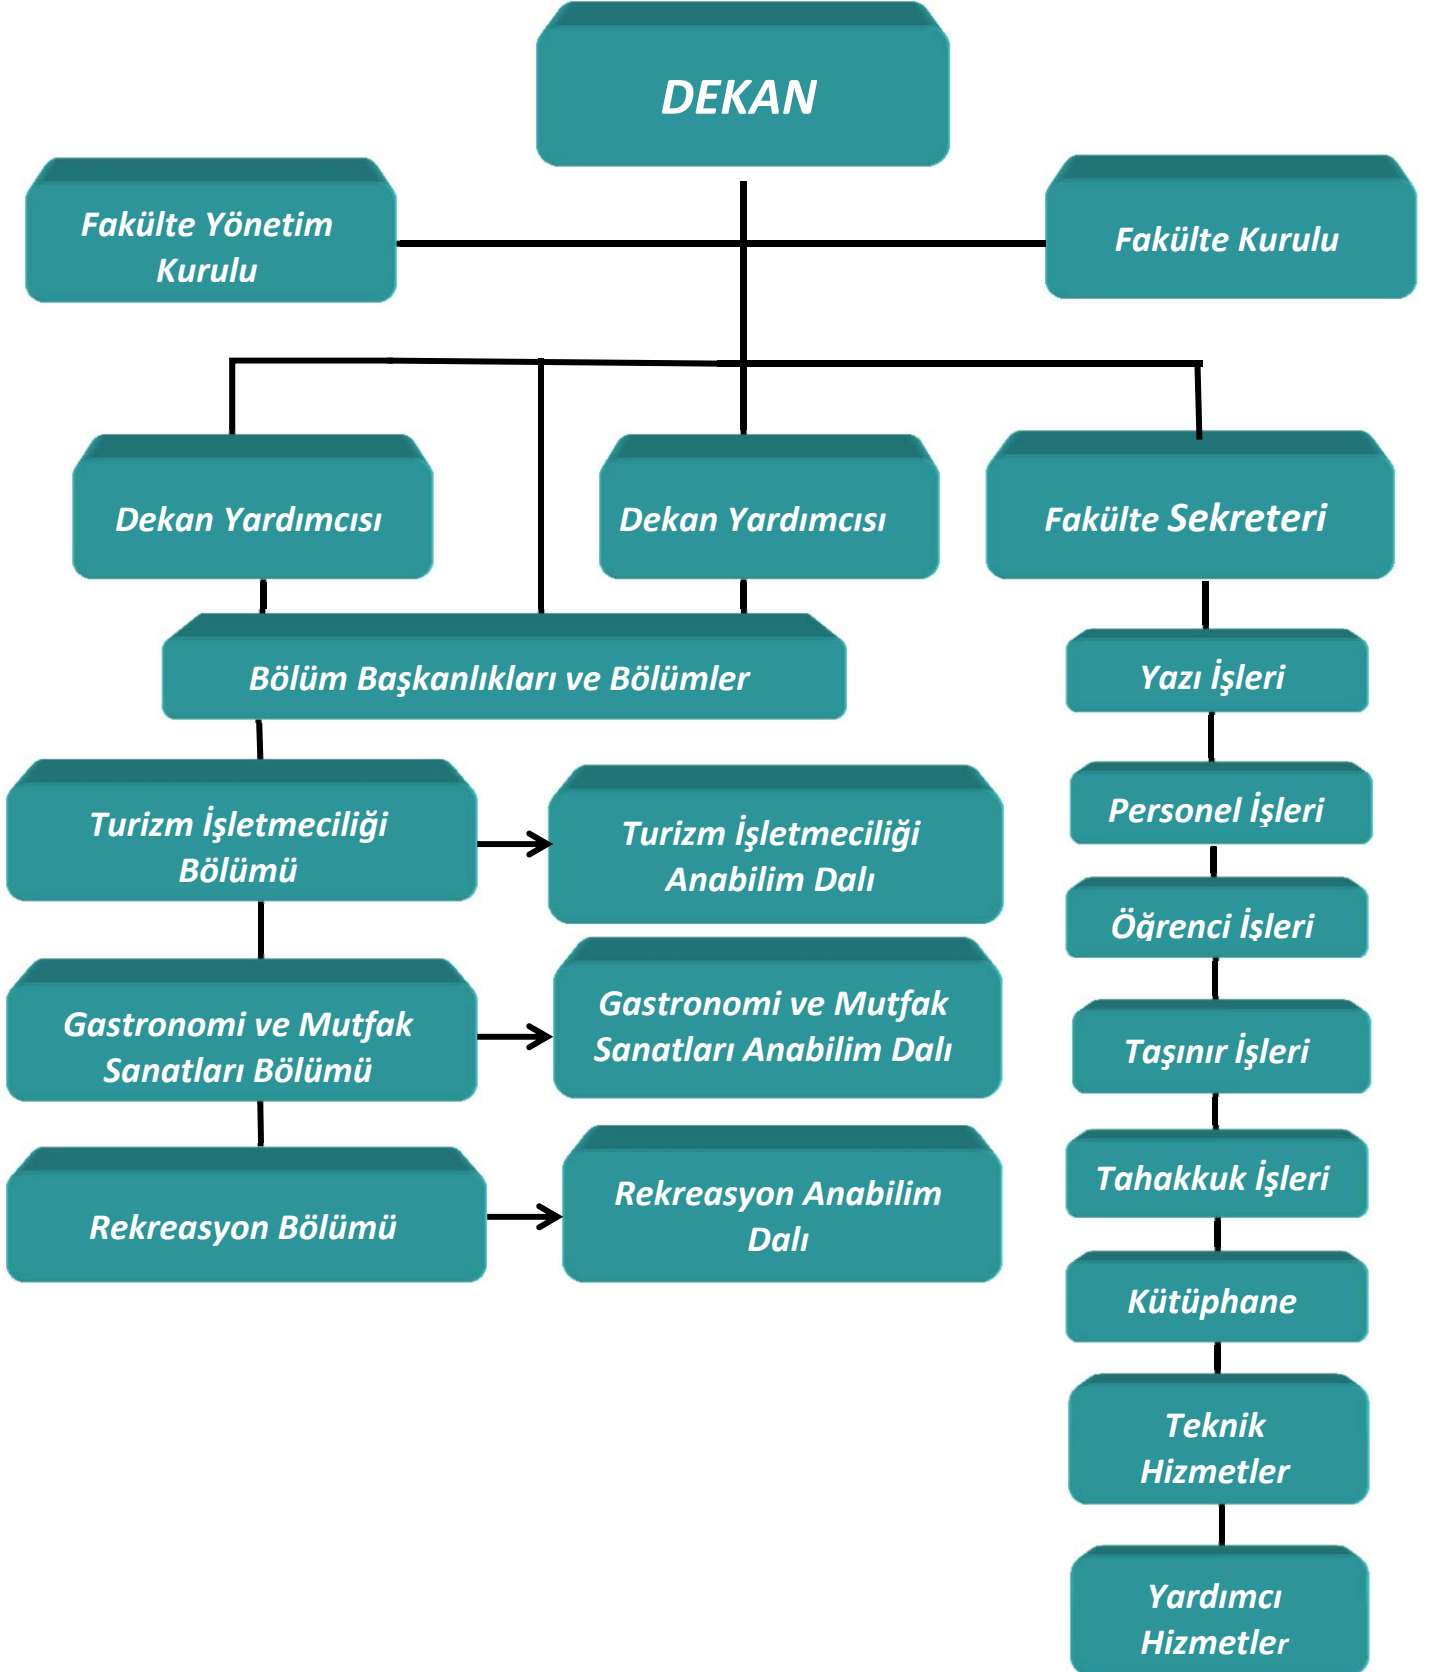 DEKAN
Fakülte Yönetim
Kurulu
Fakülte Kurulu
Dekan Yardımcısı
Dekan Yardımcısı
Fakülte Sekreteri
Bölüm Başkanlıkları ve Bölümler
Turizm İşletmeciliği
Bölümü
Turizm İşletmeciliği
Anabilim Dalı
Gastronomi ve Mutfak
Sanatları Bölümü
Gastronomi ve Mutfak
Sanatları Anabilim Dalı
Rekreasyon Bölümü
Rekreasyon Anabilim
Dalı
Yazı İşleri
Personel İşleri
Öğrenci İşleri
Taşınır İşleri
Tahakkuk İşleri
Kütüphane
Teknik
Hizmetler
Yardımcı
Hizmetler